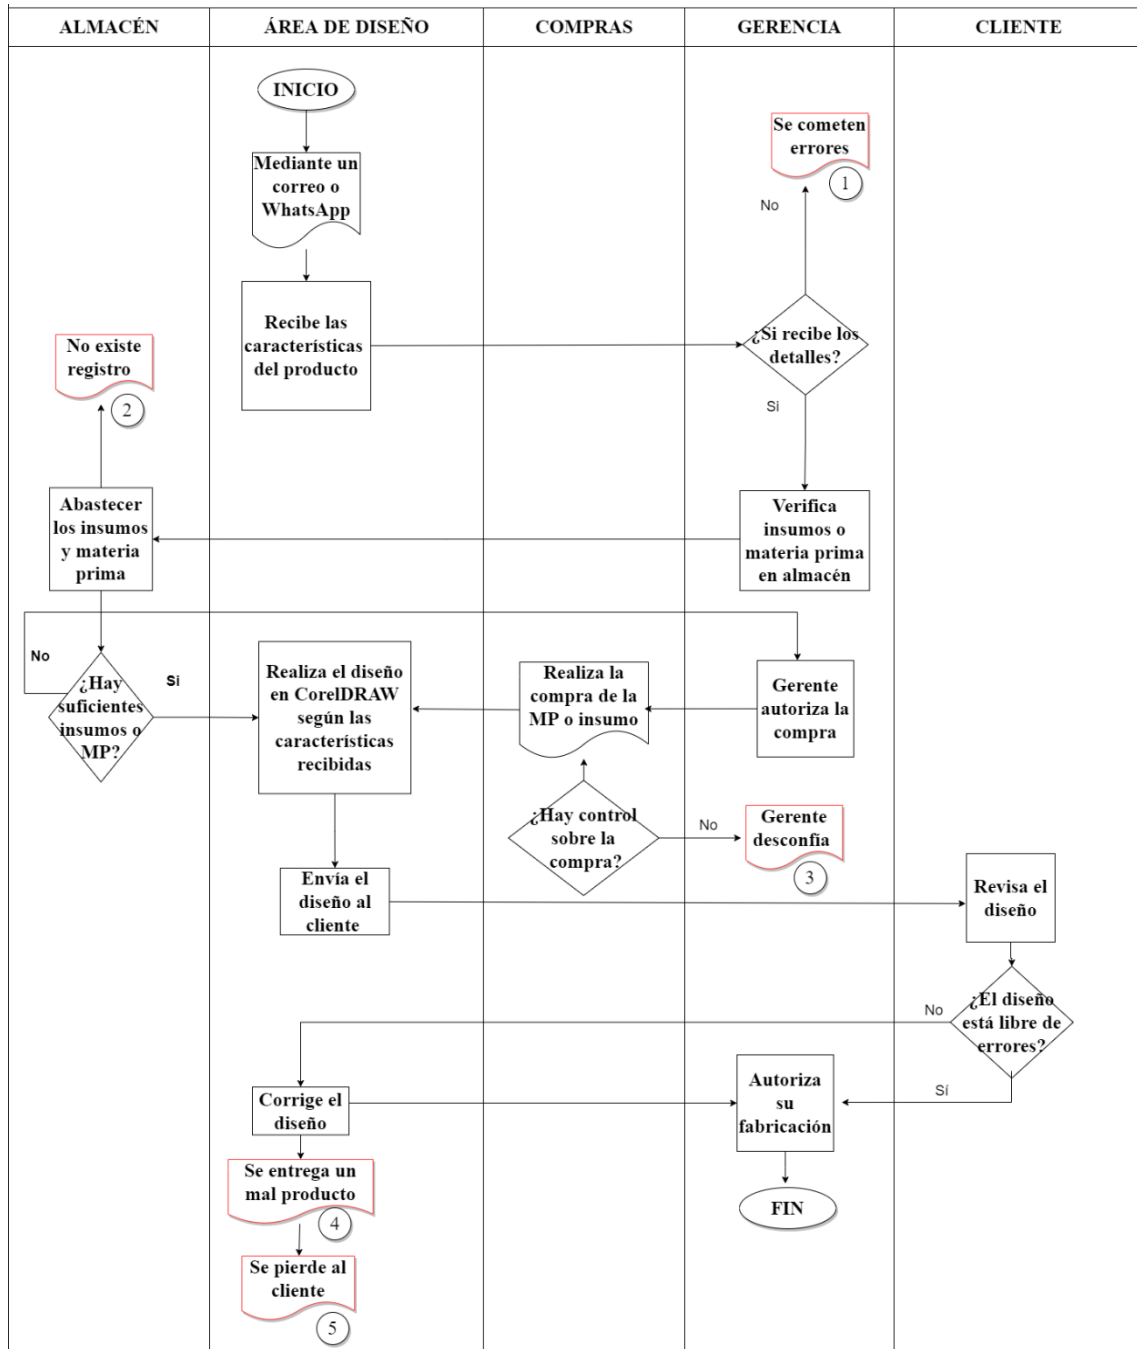 ALMACÉN
ÁREA DE DISEÑO
COMPRAS
GERENCIA
CLIENTE
INICIO
Mediante un
correo o
WhatsApp
Se cometen
errores
1
No
Recibe las
características
del producto
¿Si recibe los
detalles?
Si
No existe
registro
2
Abastecer
los insumos
y materia
prima
Verifica
insumos o
materia prima
en almacén
No
¿Hay
suficientes
insumos o
MP?
Si
Realiza el diseño
en CorelDRAW
según las
características
recibidas
Realiza la
compra de la
MP o insumo
Gerente
autoriza la
compra
¿Hay control
sobre la
compra?
No
Gerente
desconfía
3
Envía el
diseño al
cliente
Revisa el
diseño
¿El diseño
está libre de
errores?
No
Sí
Corrige el
diseño
Autoriza
su
fabricación
Se entrega un
mal producto
4
FIN
Se pierde al
cliente
5